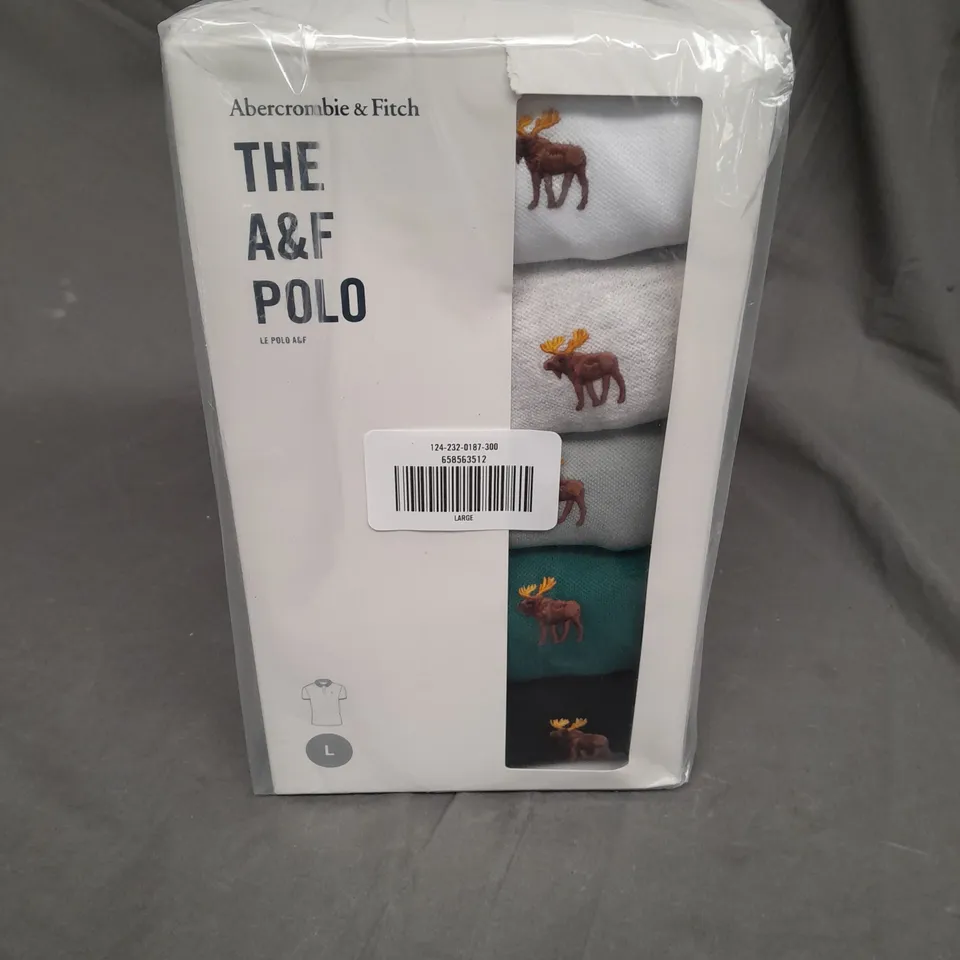 Abercrombie & Fitch
THE
A&F
POLO
LE POLO A&F
124-232-0187-300
658563512
LARGE
L